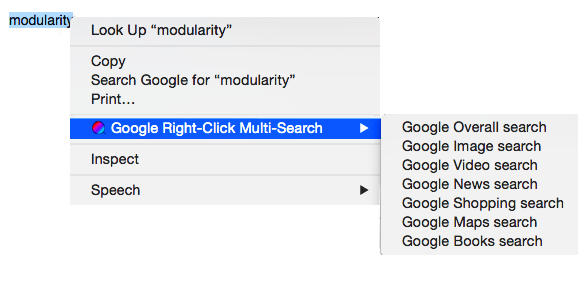 modularity
Look Up “modularity”
Copy
Search Google for “modularity”
Print…
Google Right-Click Multi-Search
Inspect
Speech
Google Overall search
Google Image search
Google Video search
Google News search
Google Shopping search
Google Maps search
Google Books search